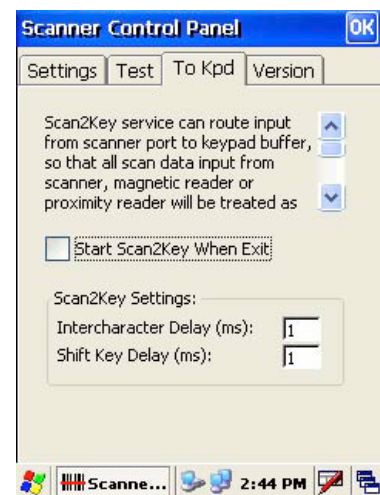 Scanner Control Panel OK
Settings Test To Kpd Version
Scan2Key service can route input
from scanner port to keypad buffer,
so that all scan data input from
scanner, magnetic reader or
proximity reader will be treated as
Start Scan2Key When Exit
Scan2Key Settings:
Intercharacter Delay (ms): 1
Shift Key Delay (ms): 1
Scanne... 2:44 PM